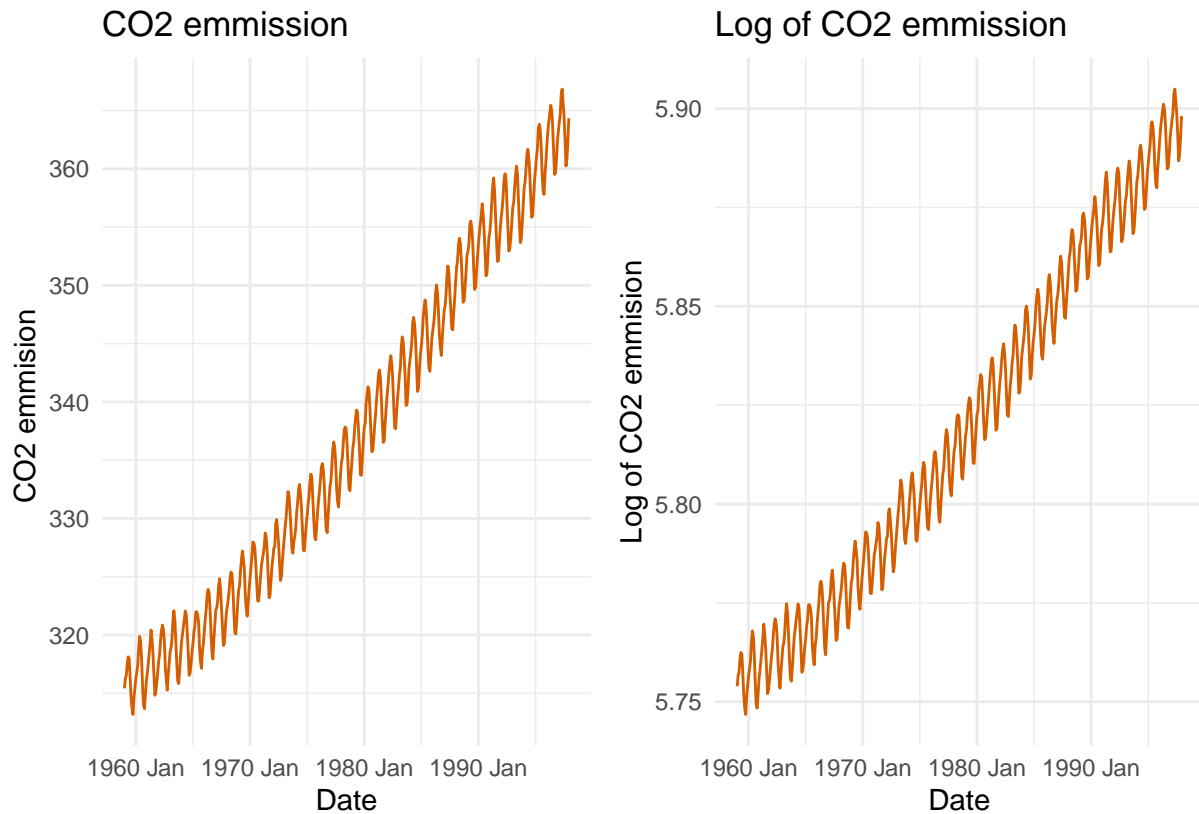 CO2 emmission
360
350
340
330
320
CO2 emmision
1960 Jan 1970 Jan 1980 Jan 1990 Jan
Date
Log of CO2 emmission
5.90
5.85
5.80
5.75
Log of CO2 emmision
1960 Jan 1970 Jan 1980 Jan 1990 Jan
Date